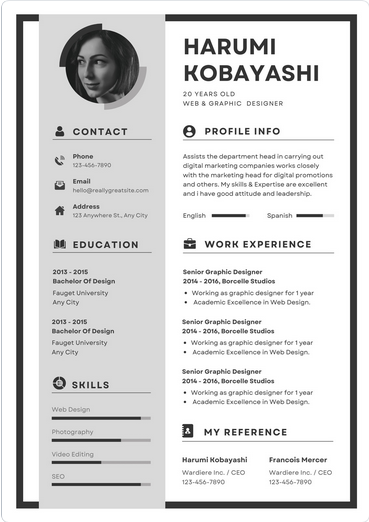 HARUMI
KOBAYASHI
20 YEARS OLD
WEB & GRAPHIC DESIGNER
CONTACT
Phone
123-456-7890
Email
hello@reallygreatsite.com
Address
123 Anywhere St., Any City
EDUCATION
2013 - 2015
Bachelor Of Design
Fauget University
Any City
2013 - 2015
Bachelor Of Design
Fauget University
Any City
SKILLS
Web Design
Photography
Video Editing
SEO
PROFILE INFO
Assists the department head in carrying out
digital marketing companies works closely
with the marketing head for digital promotions
and others. My skills & Expertise are excellent
and i have good attitude and leadership.
English
Spanish
WORK EXPERIENCE
Senior Graphic Designer
2014 - 2016, Borcelle Studios
• Working as graphic designer for 1 year
• Academic Excellence in Web Design.
Senior Graphic Designer
2014 - 2016, Borcelle Studios
• Working as graphic designer for 1 year
• Academic Excellence in Web Design.
Senior Graphic Designer
2014 - 2016, Borcelle Studios
• Working as graphic designer for 1 year
• Academic Excellence in Web Design.
MY REFERENCE
Harumi Kobayashi
Wardiere Inc. / CEO
123-456-7890
Francois Mercer
Wardiere Inc. / CEO
123-456-7890